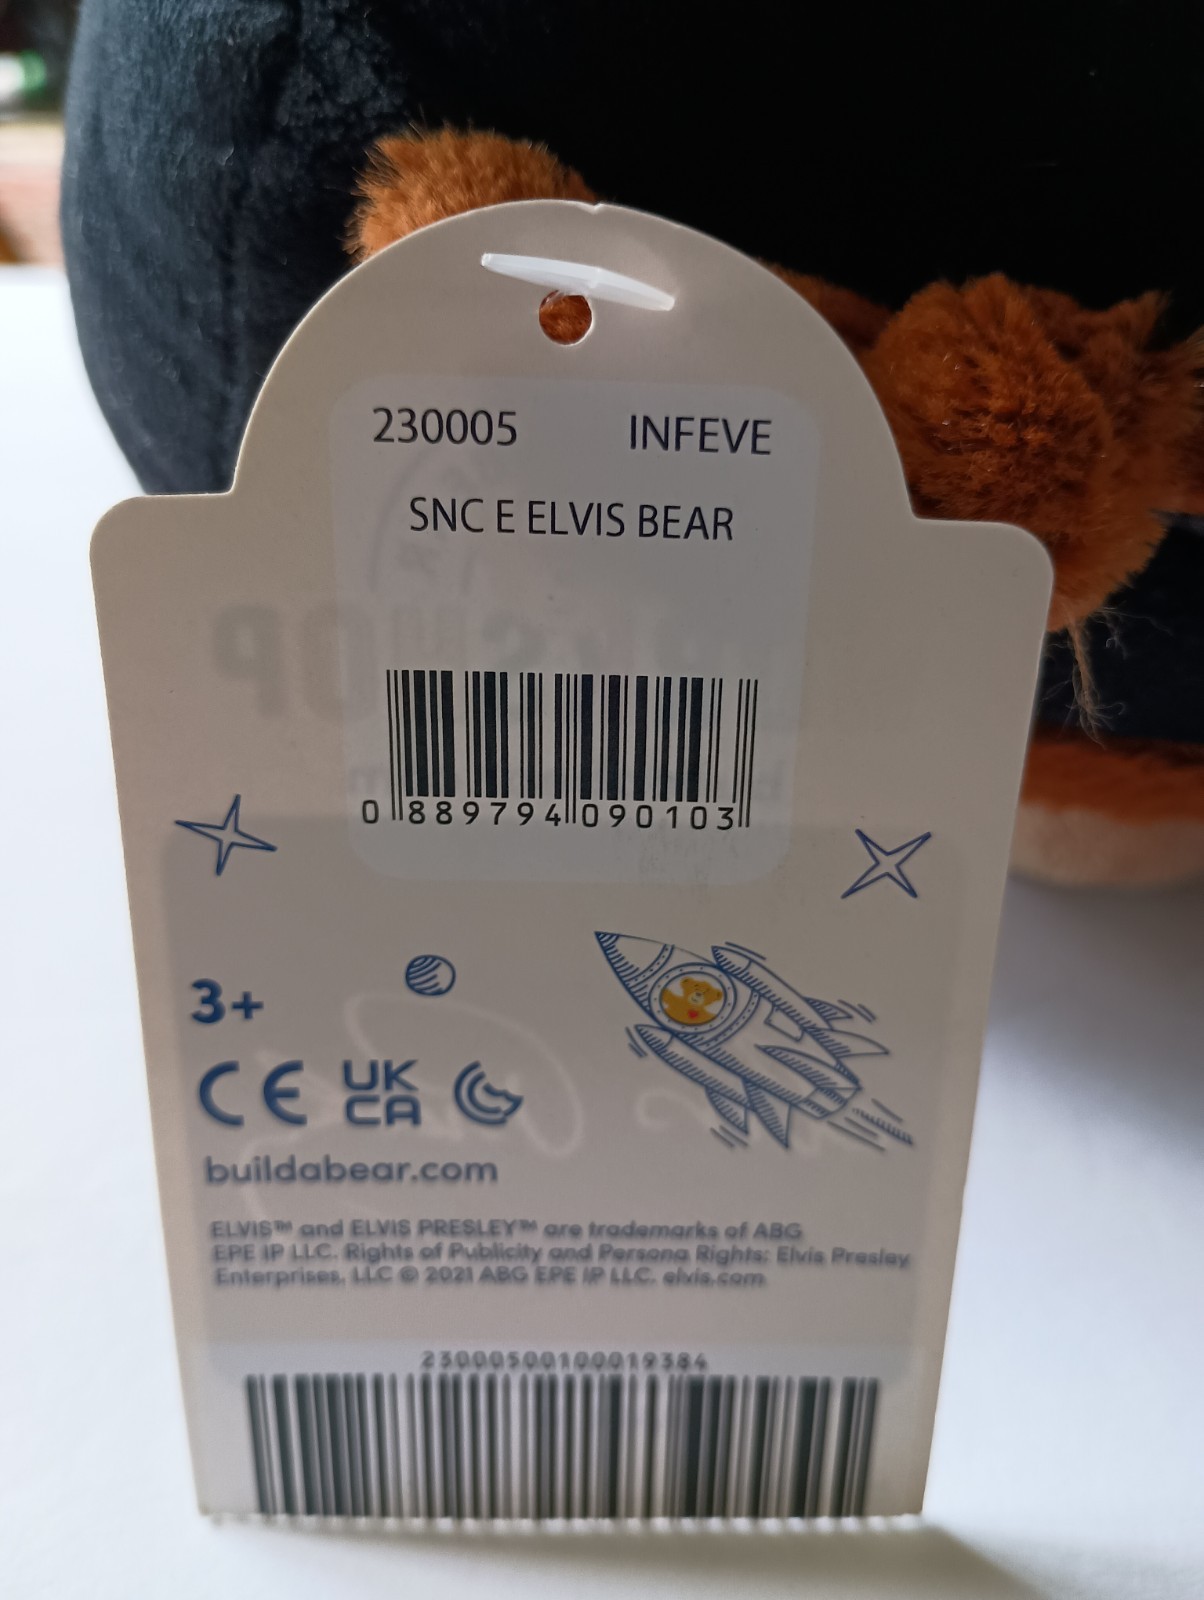 230005 INFEVE
SNC E ELVIS BEAR
0 889794 090103
3+
CE UK CA
buildabear.com
ELVIS™ and ELVIS PRESLEY™ are trademarks of ABG
EPE IP LLC. Rights of Publicity and Persona Rights: Elvis Presley
Enterprises, LLC © 2021 ABG EPE IP LLC. elvis.com
23000500100019384